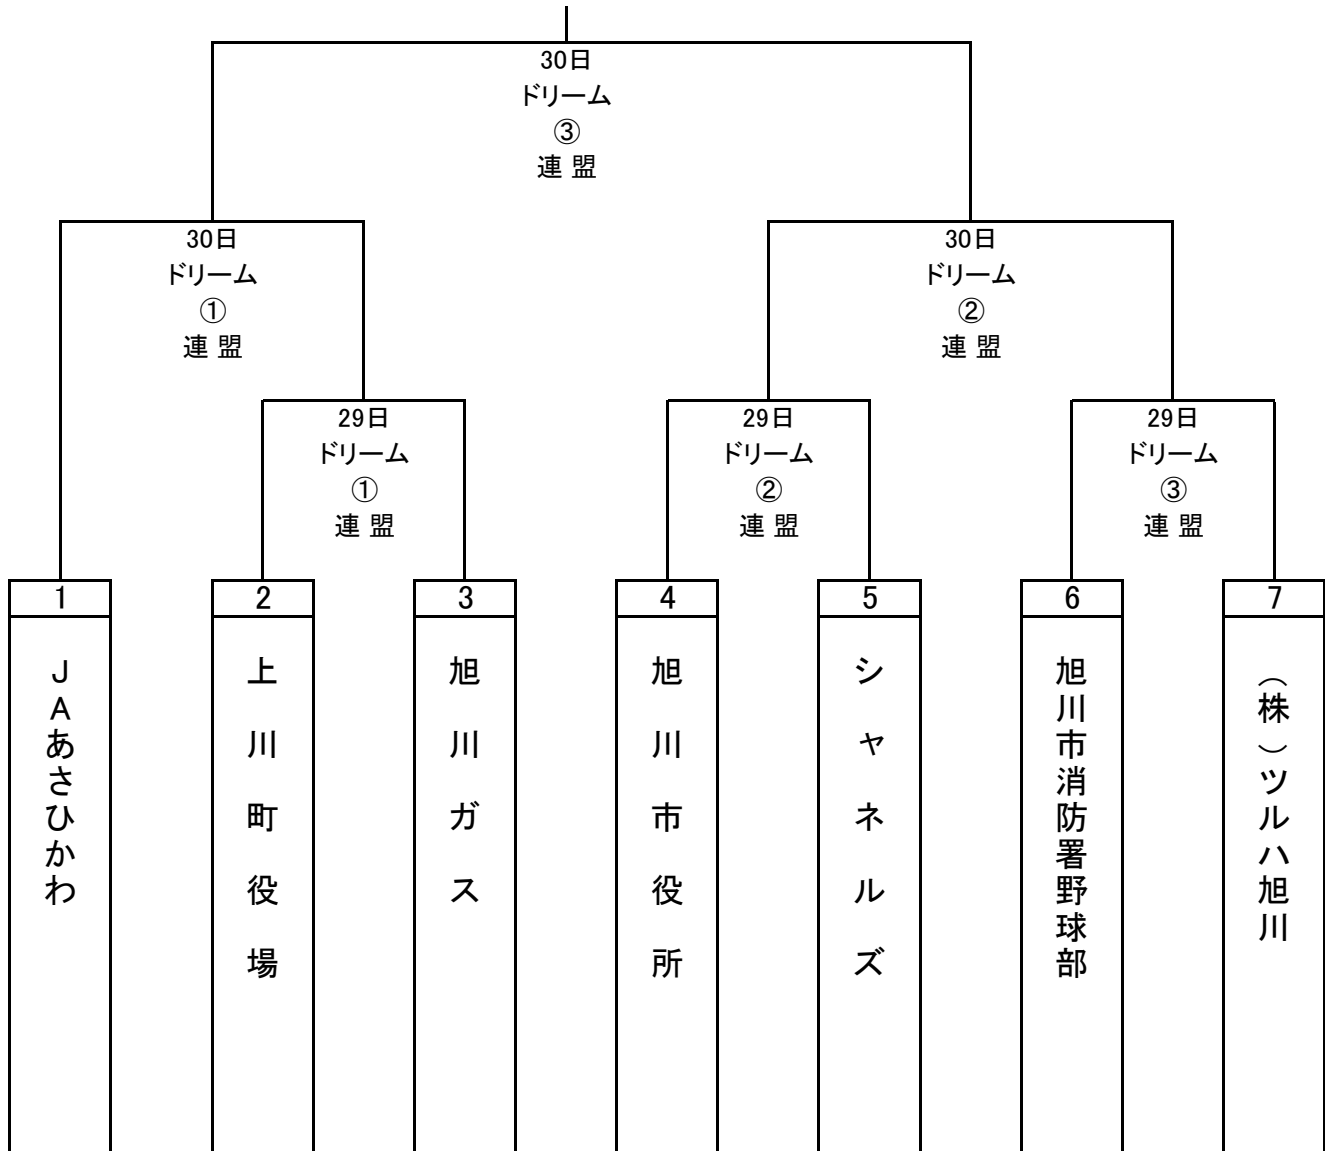 30日
ドリーム
③
連 盟
30日
ドリーム
①
連 盟
30日
ドリーム
②
連 盟
29日
ドリーム
①
連 盟
29日
ドリーム
②
連 盟
29日
ドリーム
③
連 盟
1
2
3
4
5
6
7
JAあさひかわ
上川町役場
旭川ガス
旭川市役所
シャネルズ
旭川市消防署野球部
(株)ツルハ旭川